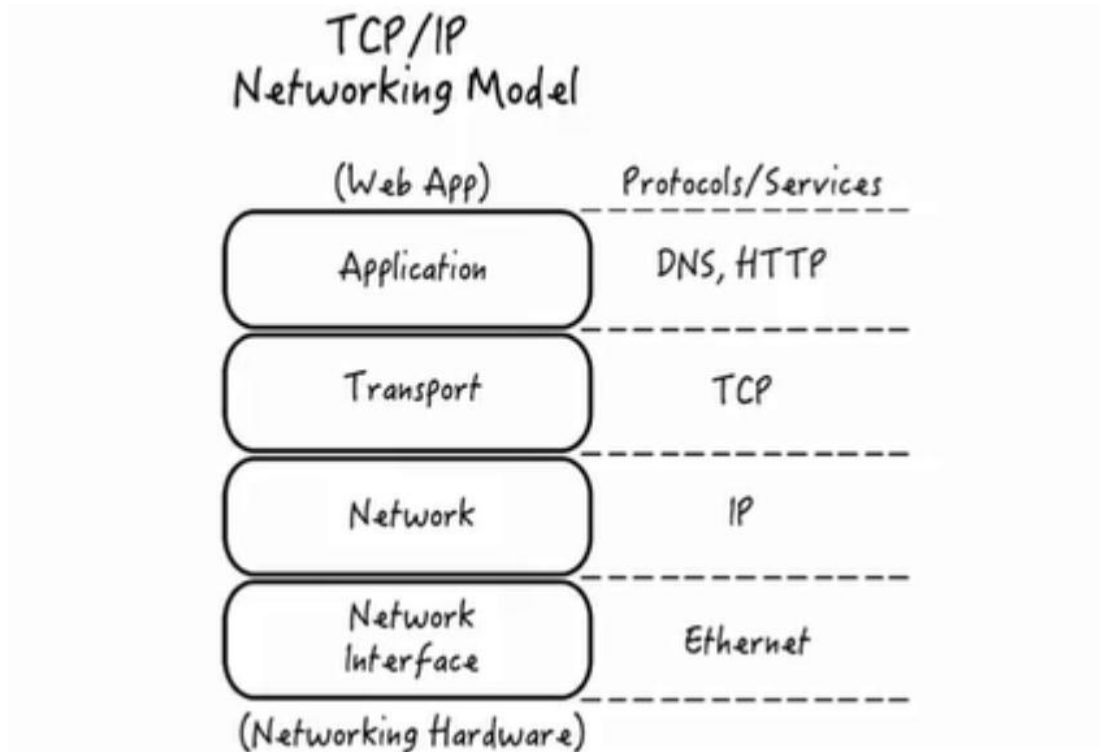 TCP/IP
Networking Model
(Web App)
Protocols/Services
Application
DNS, HTTP
Transport
TCP
Network
IP
Network
Interface
Ethernet
(Networking Hardware)